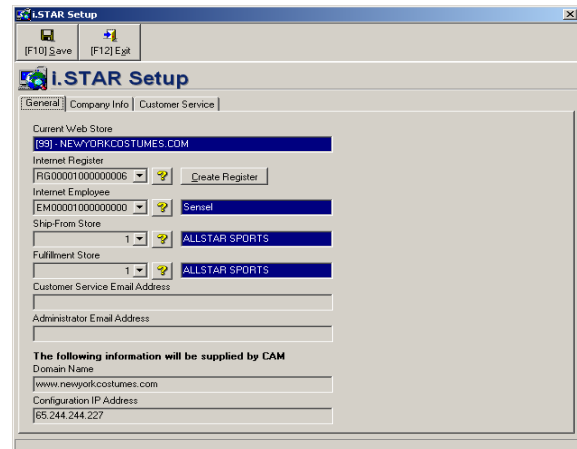 i.STAR Setup
[F10] Save [F12] Exit
i.STAR Setup
General Company Info Customer Service
Current Web Store
[99] - NEWYORKCOSTUMES.COM
Internet Register
RG00001000000006 Create Register
Internet Employee
EM00001000000000 Sensel
Ship-From Store
1 ALLSTAR SPORTS
Fulfillment Store
1 ALLSTAR SPORTS
Customer Service Email Address
Administrator Email Address
The following information will be supplied by CAM
Domain Name
www.newyorkcostumes.com
Configuration IP Address
65.244.244.227